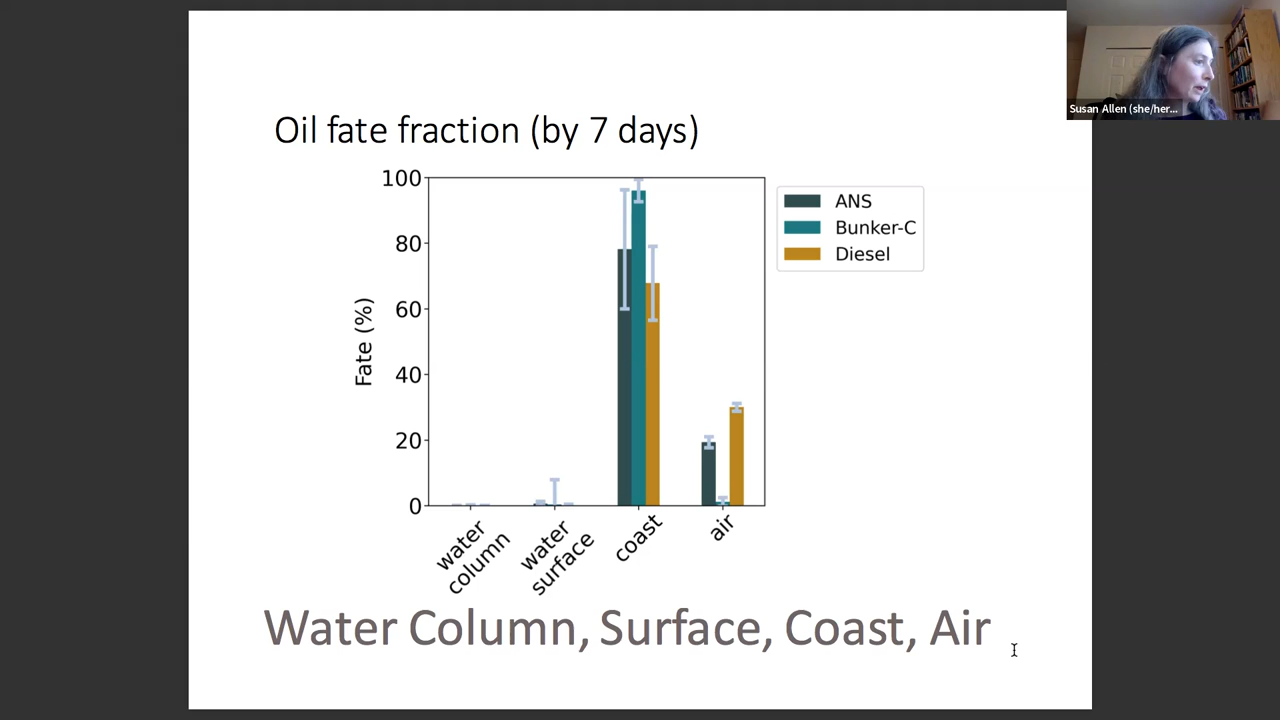 Susan Allen (she/her...
Oil fate fraction (by 7 days)
100
80
60
40
20
0
Fate (%)
ANS
Bunker-C
Diesel
water
column
water
surface
coast
air
Water Column, Surface, Coast, Air